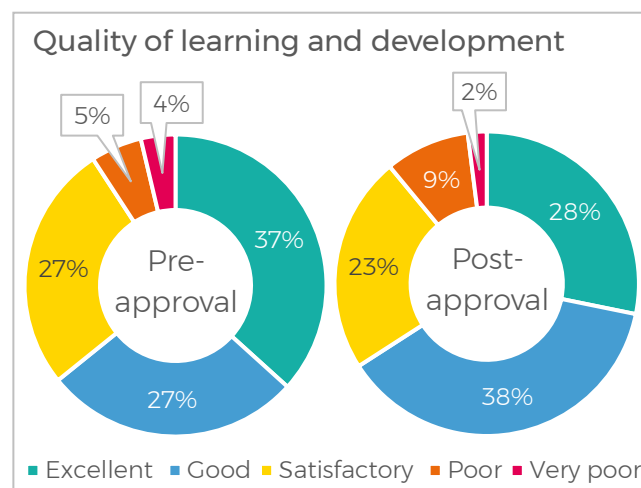 Quality of learning and development
5%
4%
37%
27%
27%
Pre-
approval
2%
9%
28%
23%
38%
Post-
approval
Excellent Good Satisfactory Poor Very poor